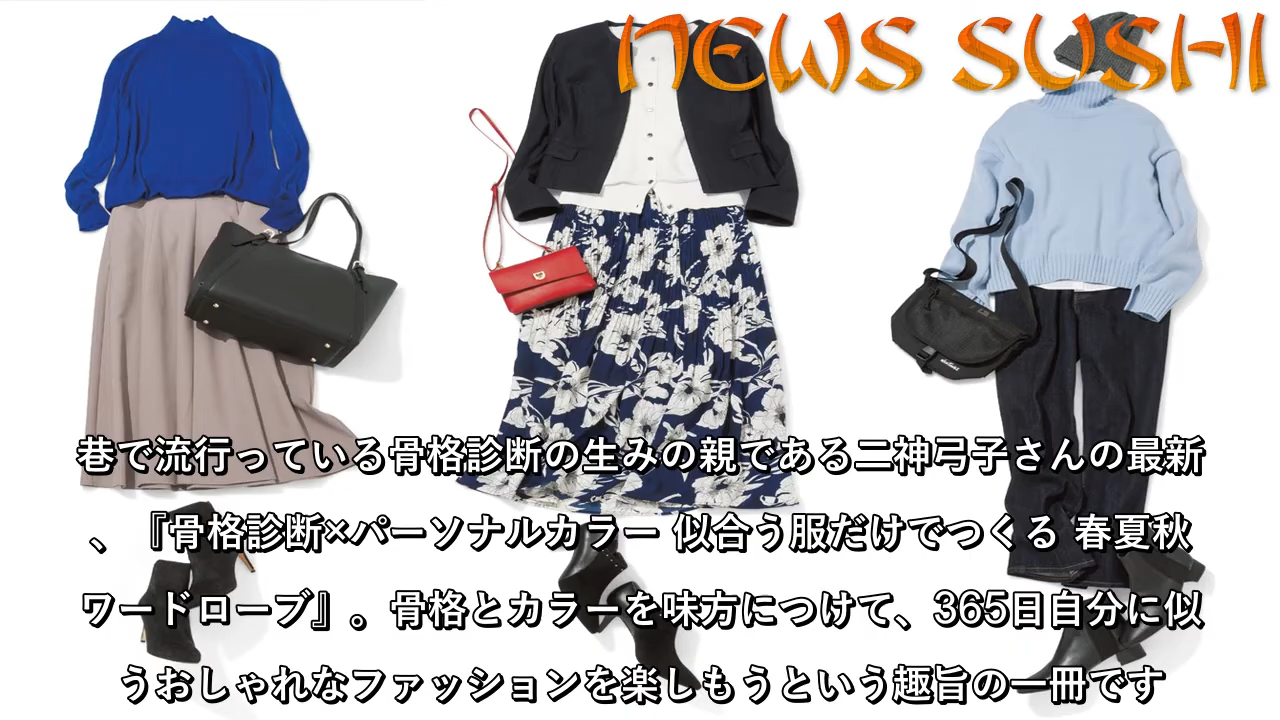 NEWS SUSHI
巷で流行っている骨格診断の生みの親である二神弓子さんの最新
、『骨格診断×パーソナルカラー 似合う服だけでつくる 春夏秋
ワードローブ』。骨格とカラーを味方につけて、365日自分に似
うおしゃれなファッションを楽しもうという趣旨の一冊です